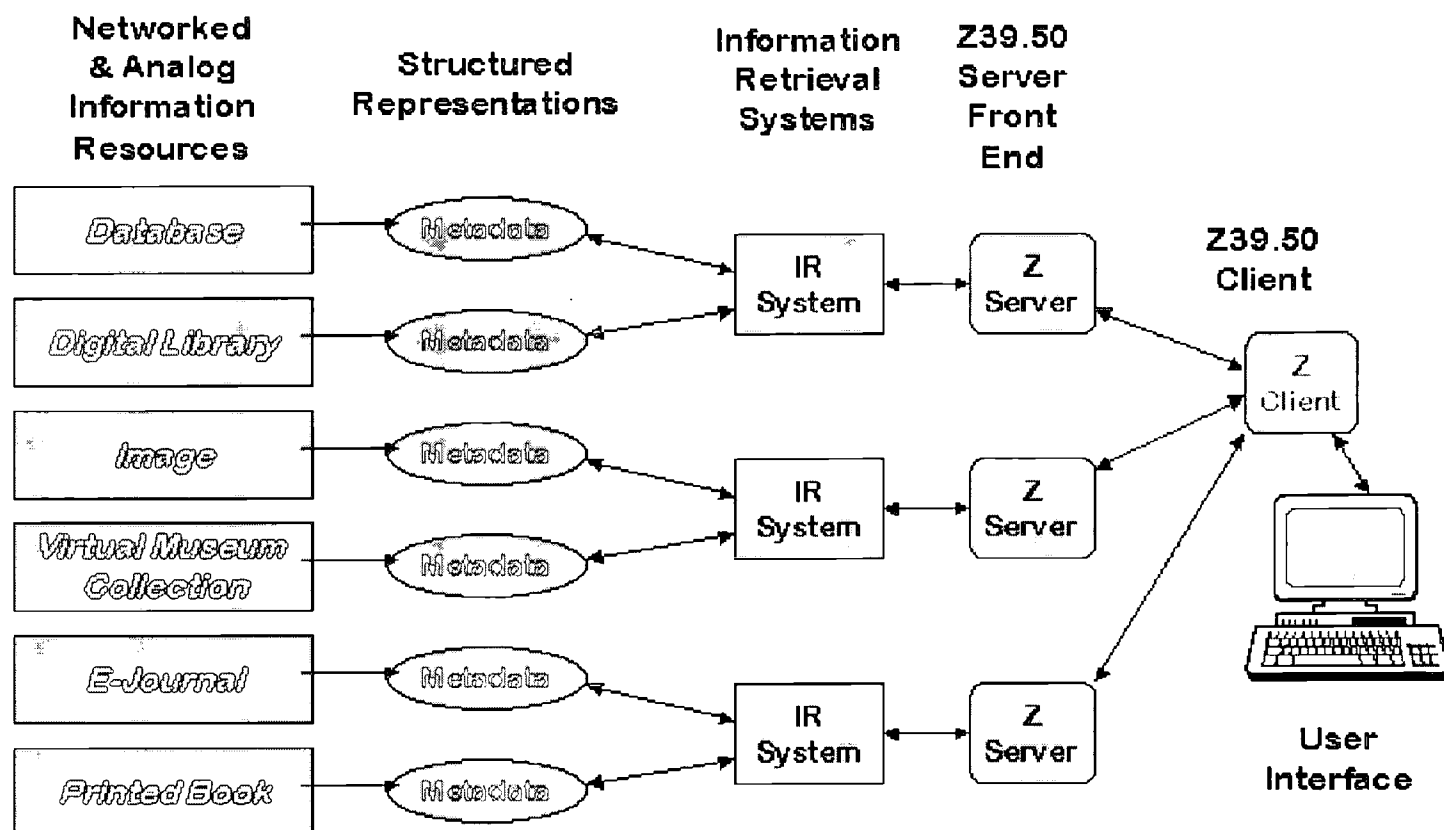 Networked
& Analog
Information
Resources
Structured
Representations
Information
Retrieval
Systems
Z39.50
Server
Front
End
Database
Metadata
Digital Library
Metadata
IR
System
Z
Server
Z39.50
Client
Z
Client
Image
Metadata
Virtual Museum
Collection
Metadata
IR
System
Z
Server
E-Journal
Metadata
Printed Book
Metadata
IR
System
Z
Server
User
Interface